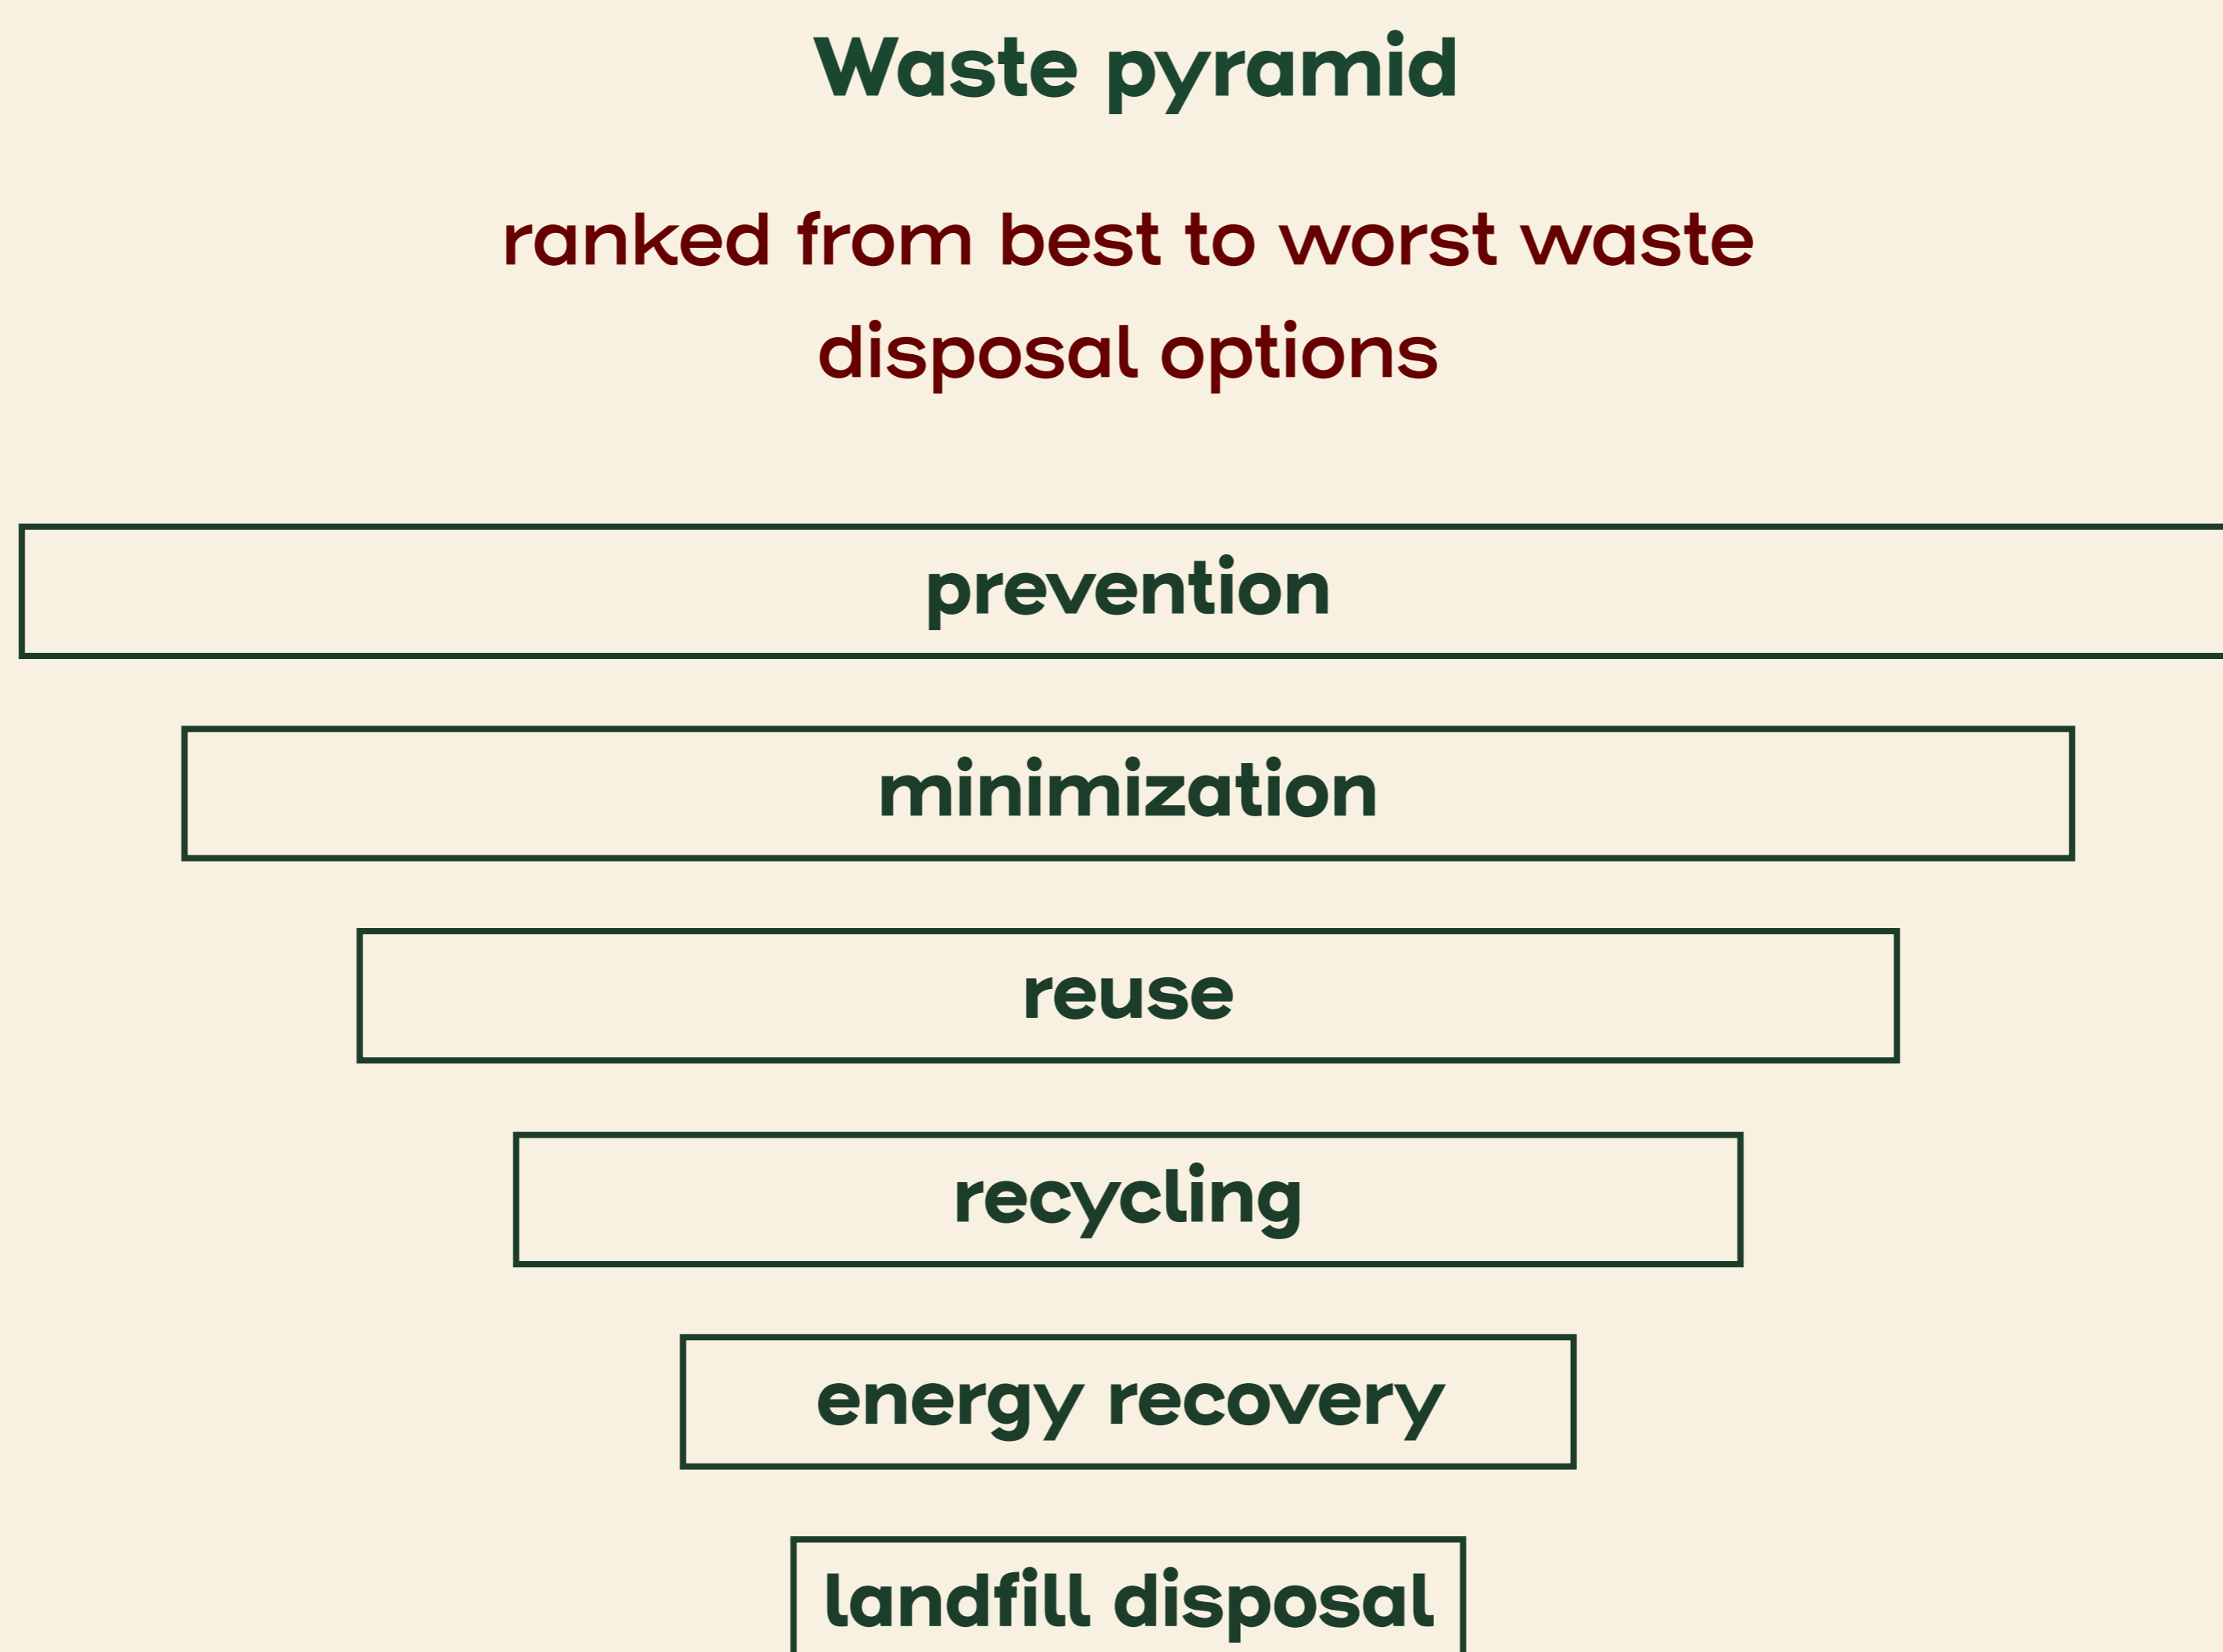 Waste pyramid
ranked from best to worst waste
disposal options
prevention
minimization
reuse
recycling
energy recovery
landfill disposal